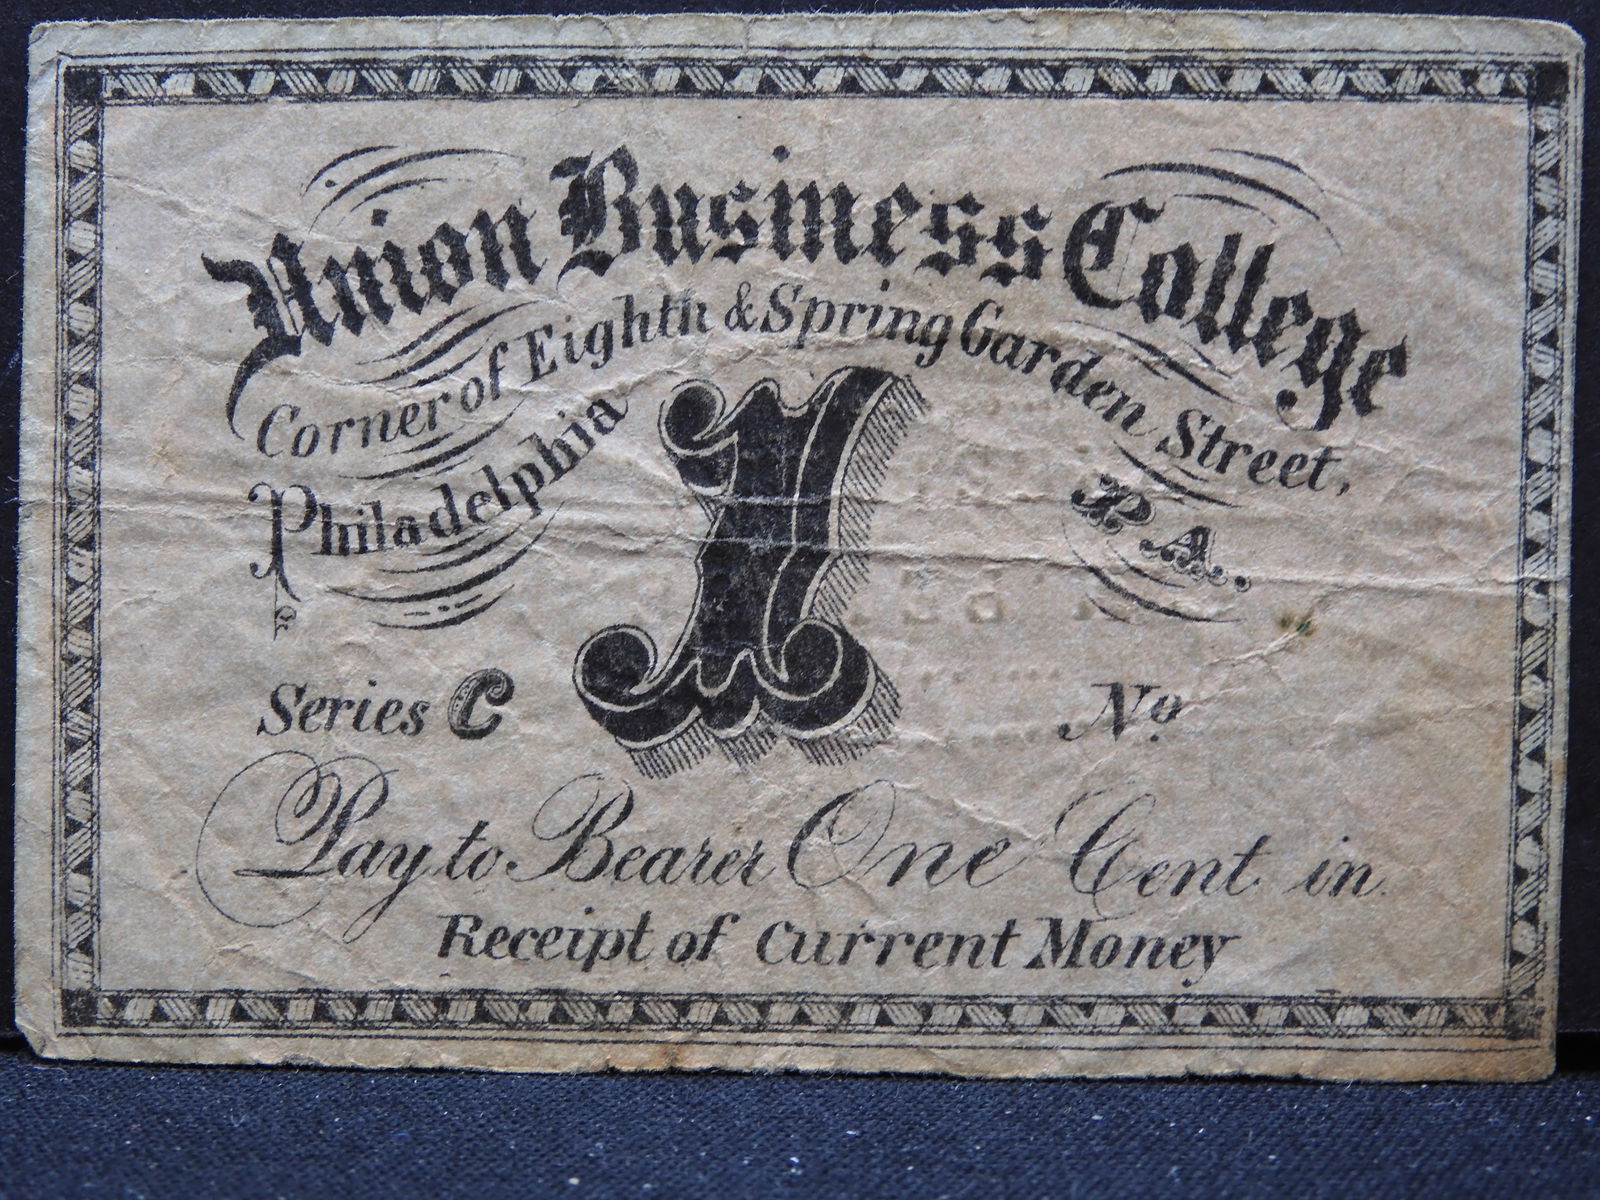 Union Business College
Corner of Eighth & Spring Garden Street,
Philadelphia PA.
1
Series C No.
Pay to Bearer One Cent in
Receipt of Current Money